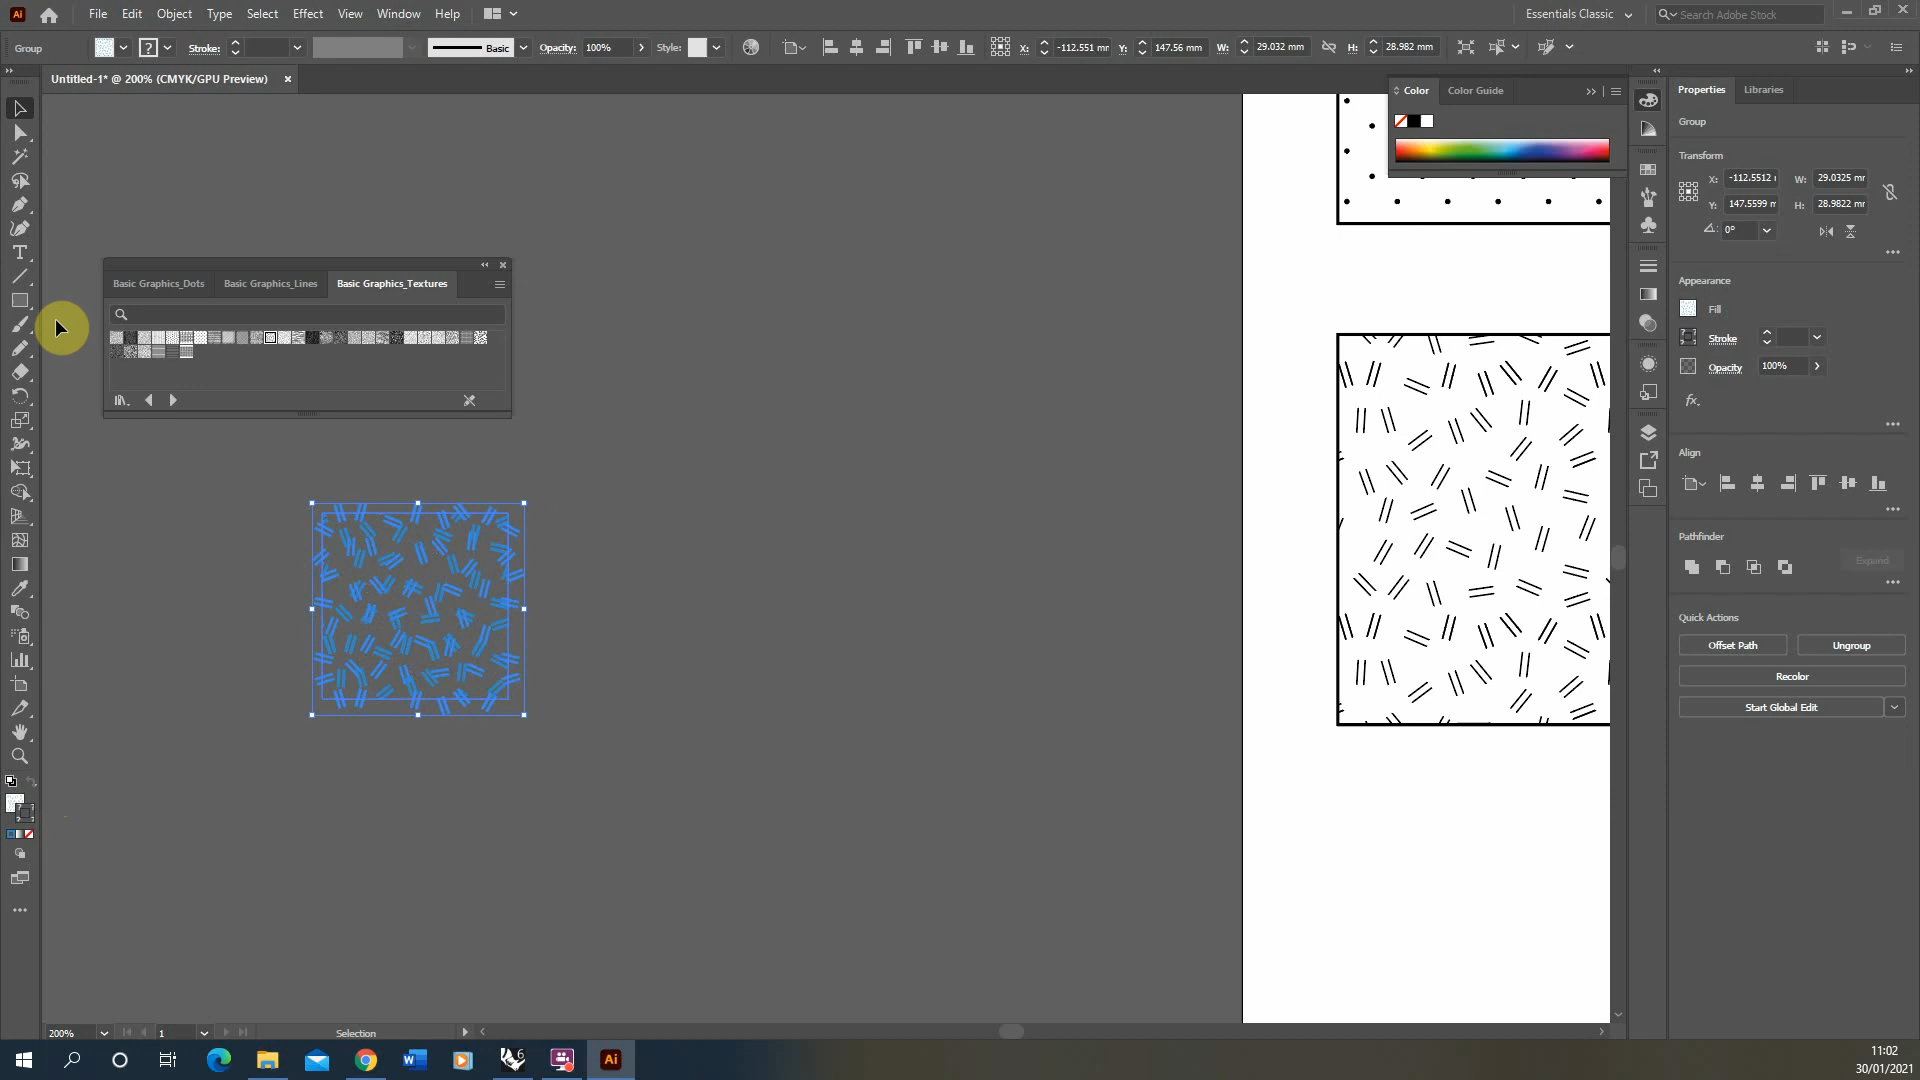 Ai File Edit Object Type Select Effect View Window Help Essentials Classic Search Adobe Stock
Group ? Stroke: Basic Opacity: 100% Style: X: -112.551 mr Y: 147.56 mm W: 29.032 mm H: 28.982 mm
Untitled-1* @ 200% (CMYK/GPU Preview) ×
Color Color Guide
Properties Libraries
Group
Transform
X: -112.5512 W: 29.0325 mr
Y: 147.5599 m H: 28.9822 mr
0°
Basic Graphics_Dots Basic Graphics_Lines Basic Graphics_Textures
Appearance
Fill
Stroke
Opacity 100%
fx.
Align
Pathfinder
Expand
Quick Actions
Offset Path Ungroup
Recolor
Start Global Edit
200% 1 Selection
6 Ai
11:02
30/01/2021